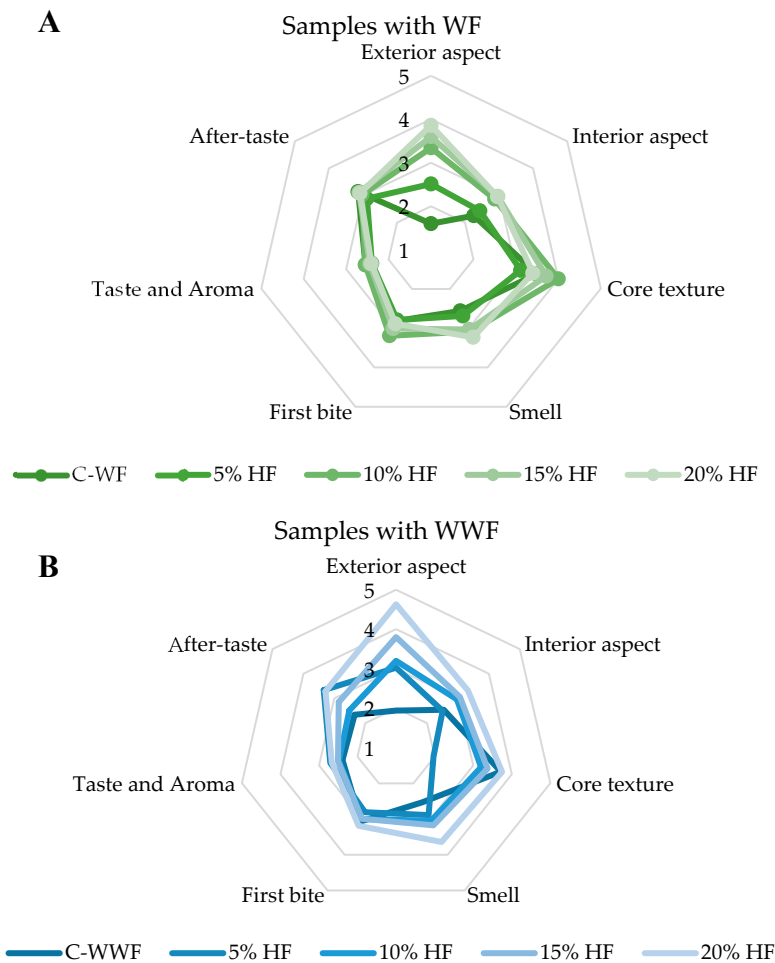 A
Samples with WF
Exterior aspect
5
After-taste
4
Interior aspect
3
2
1
Taste and Aroma
Core texture
First bite
Smell
C-WF 5% HF 10% HF 15% HF 20% HF
Samples with WWF
B
Exterior aspect
5
After-taste
4
Interior aspect
3
2
1
Taste and Aroma
Core texture
First bite
Smell
C-WWF 5% HF 10% HF 15% HF 20% HF